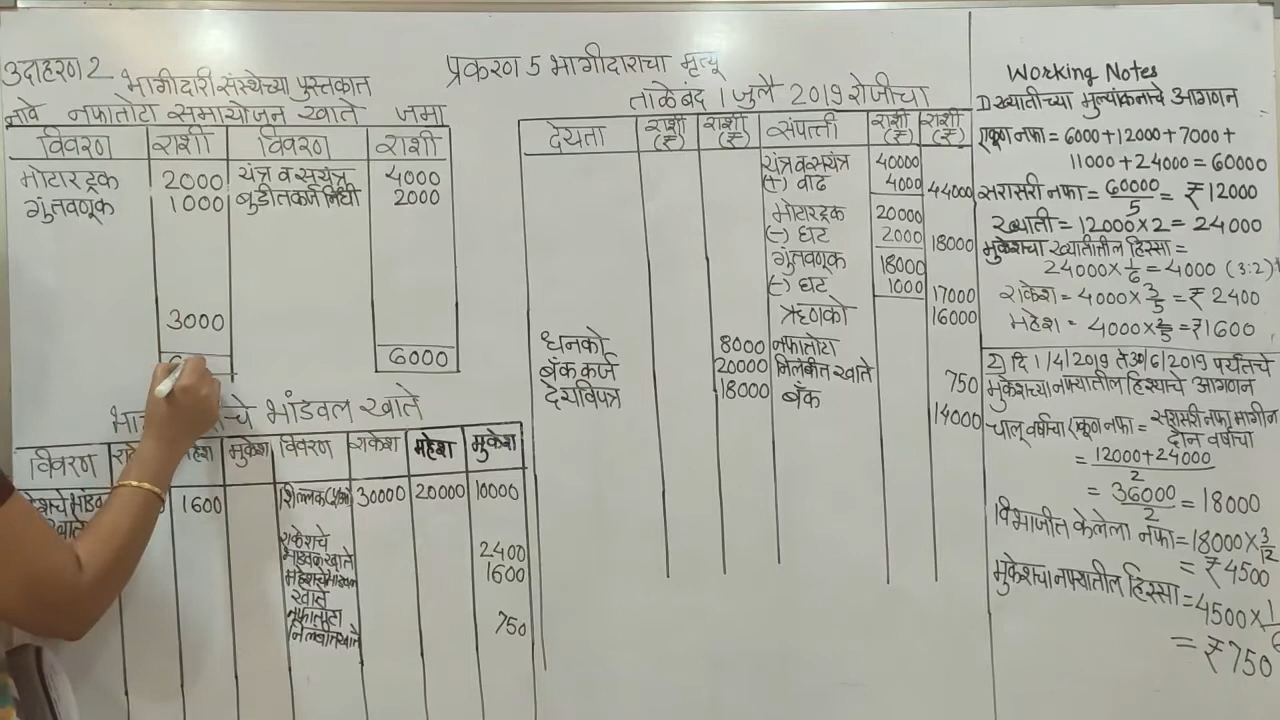 उदाहरण 2
प्रकरण 5 भागीदाराचा मृत्यू
भागीदारी संस्थेच्या पुस्तकात
नावे नफातोटा समायोजन खाते जमा
विवरण राशी विवरण राशी
मोटारट्रक 2000 यंत्र व सयंत्र 4000
गुंतवणूक 1000 बुडीतकर्ज निधी 2000
3000
6000
भांडवल खाते
विवरण महेश मुकेश विवरण राकेश महेश मुकेश
1600 शिल्लक 30000 20000 10000
खाते
राकेशचे
भांडवल खाते 2400
महेशचे भांडवल 1600
खाते
नफातोटा
निलंबीत खाते 750
ताळेबंद 1 जुलै 2019 रोजीचा
देयता राशी (₹) राशी (₹) संपत्ती राशी (₹) राशी (₹)
यंत्र व सयंत्र 40000
(+) वाढ 4000 44000
मोटारट्रक 20000
(-) घट 2000 18000
गुंतवणूक 18000
(-) घट 1000 17000
ऋणको 16000
धनको 8000 नफातोटा
बँक कर्ज 20000 निलंबीत खाते 750
देयविपत्र 18000 बँक 14000
Working Notes
1) ख्यातीच्या मुल्यांकनाचे आगणन
एकूण नफा = 6000+12000+7000+
11000+24000 = 60000
सरासरी नफा = 60000/5 = ₹ 12000
ख्याती = 12000×2 = 24000
मुकेशचा ख्यातीतील हिस्सा =
24000×1/6 = 4000 (3:2)
राकेश = 4000×3/5 = ₹ 2400
महेश = 4000×2/5 = ₹1600
2) दि 1/4/2019 ते 30/6/2019 पर्यंतचे
मुकेशच्या नफ्यातील हिश्याचे आगणन
चालू वर्षाचा एकूण नफा = सरासरी नफा मागील
दोन वर्षाचा
= 12000+24000/2
= 36000/2 = 18000
विभाजीत केलेला नफा = 18000×3/12
= ₹4500
मुकेशचा नफ्यातील हिस्सा = 4500×1/6
= ₹750